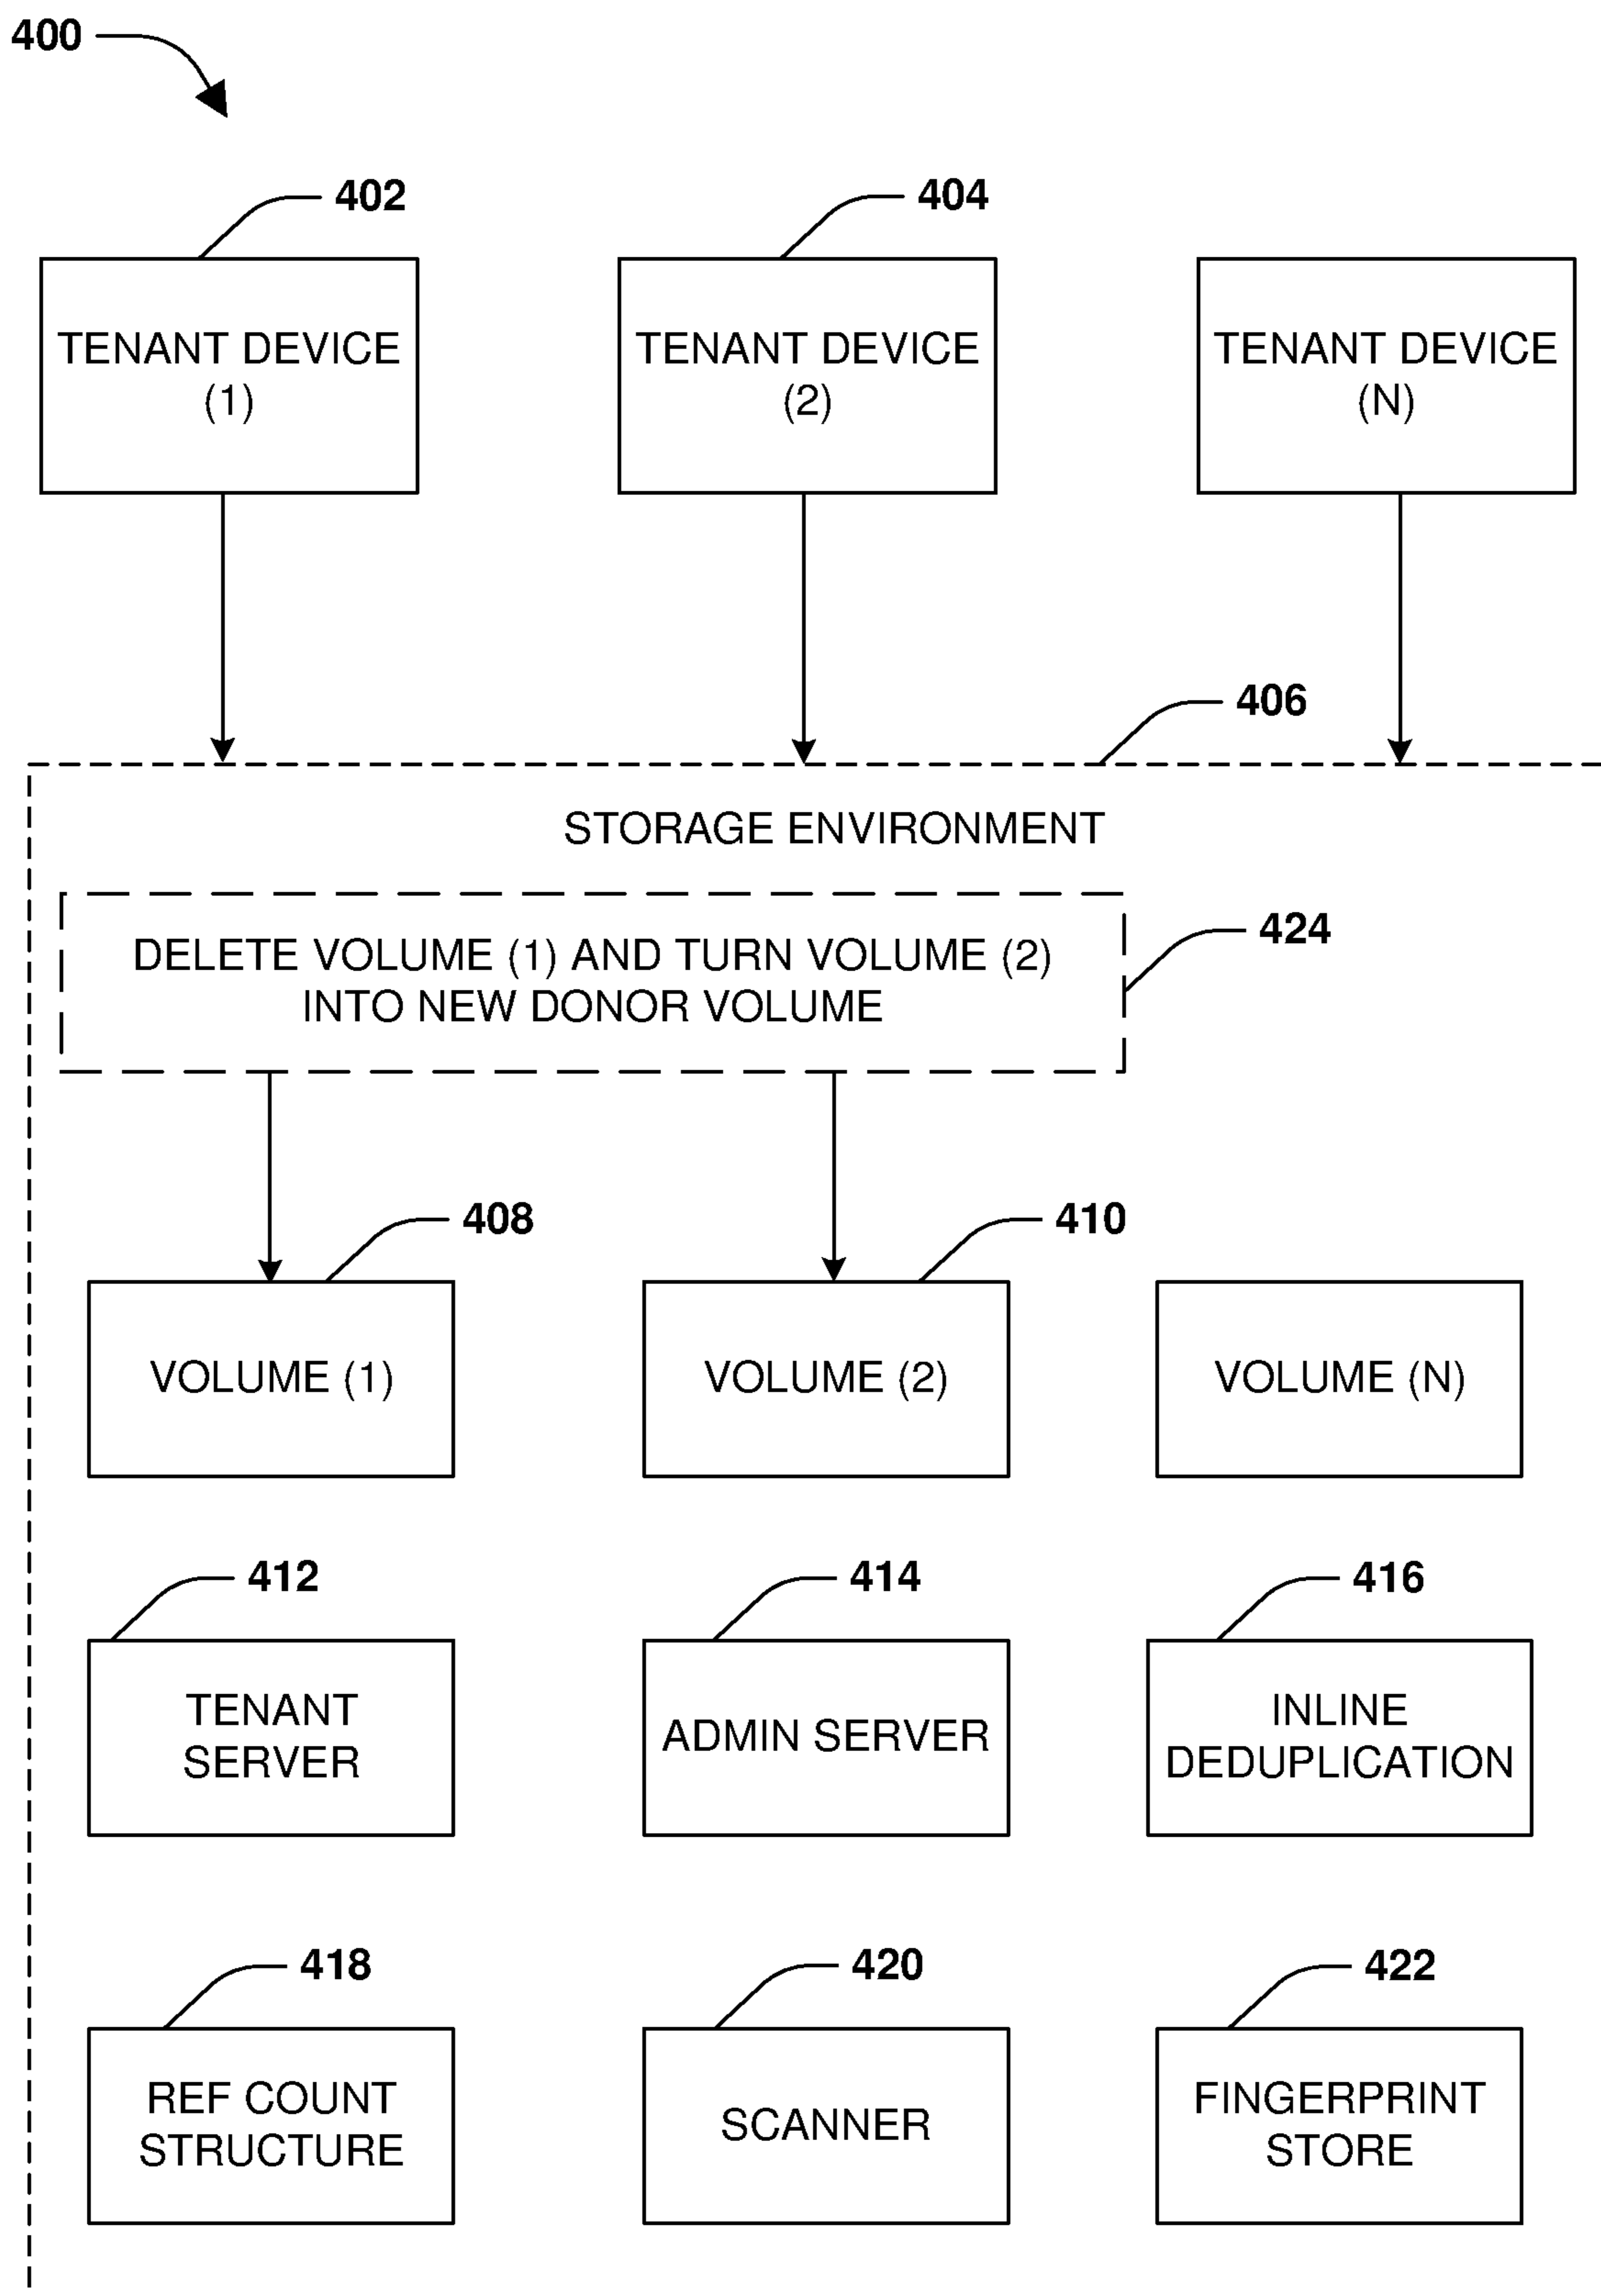 400
402
404
TENANT DEVICE
(1)
TENANT DEVICE
(2)
TENANT DEVICE
(N)
406
STORAGE ENVIRONMENT
DELETE VOLUME (1) AND TURN VOLUME (2)
INTO NEW DONOR VOLUME
424
408
410
VOLUME (1)
VOLUME (2)
VOLUME (N)
412
414
416
TENANT
SERVER
ADMIN SERVER
INLINE
DEDUPLICATION
418
420
422
REF COUNT
STRUCTURE
SCANNER
FINGERPRINT
STORE